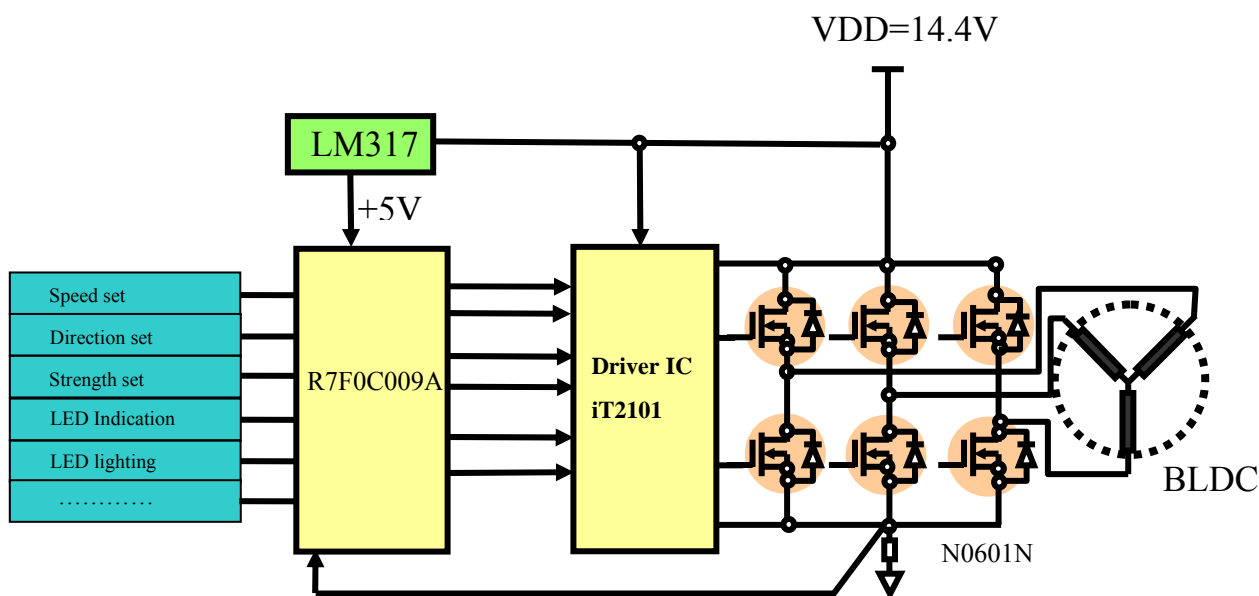 VDD=14.4V
LM317
+5V
Speed set
Direction set
Strength set
LED Indication
LED lighting
…………
R7F0C009A
Driver IC
iT2101
BLDC
N0601N